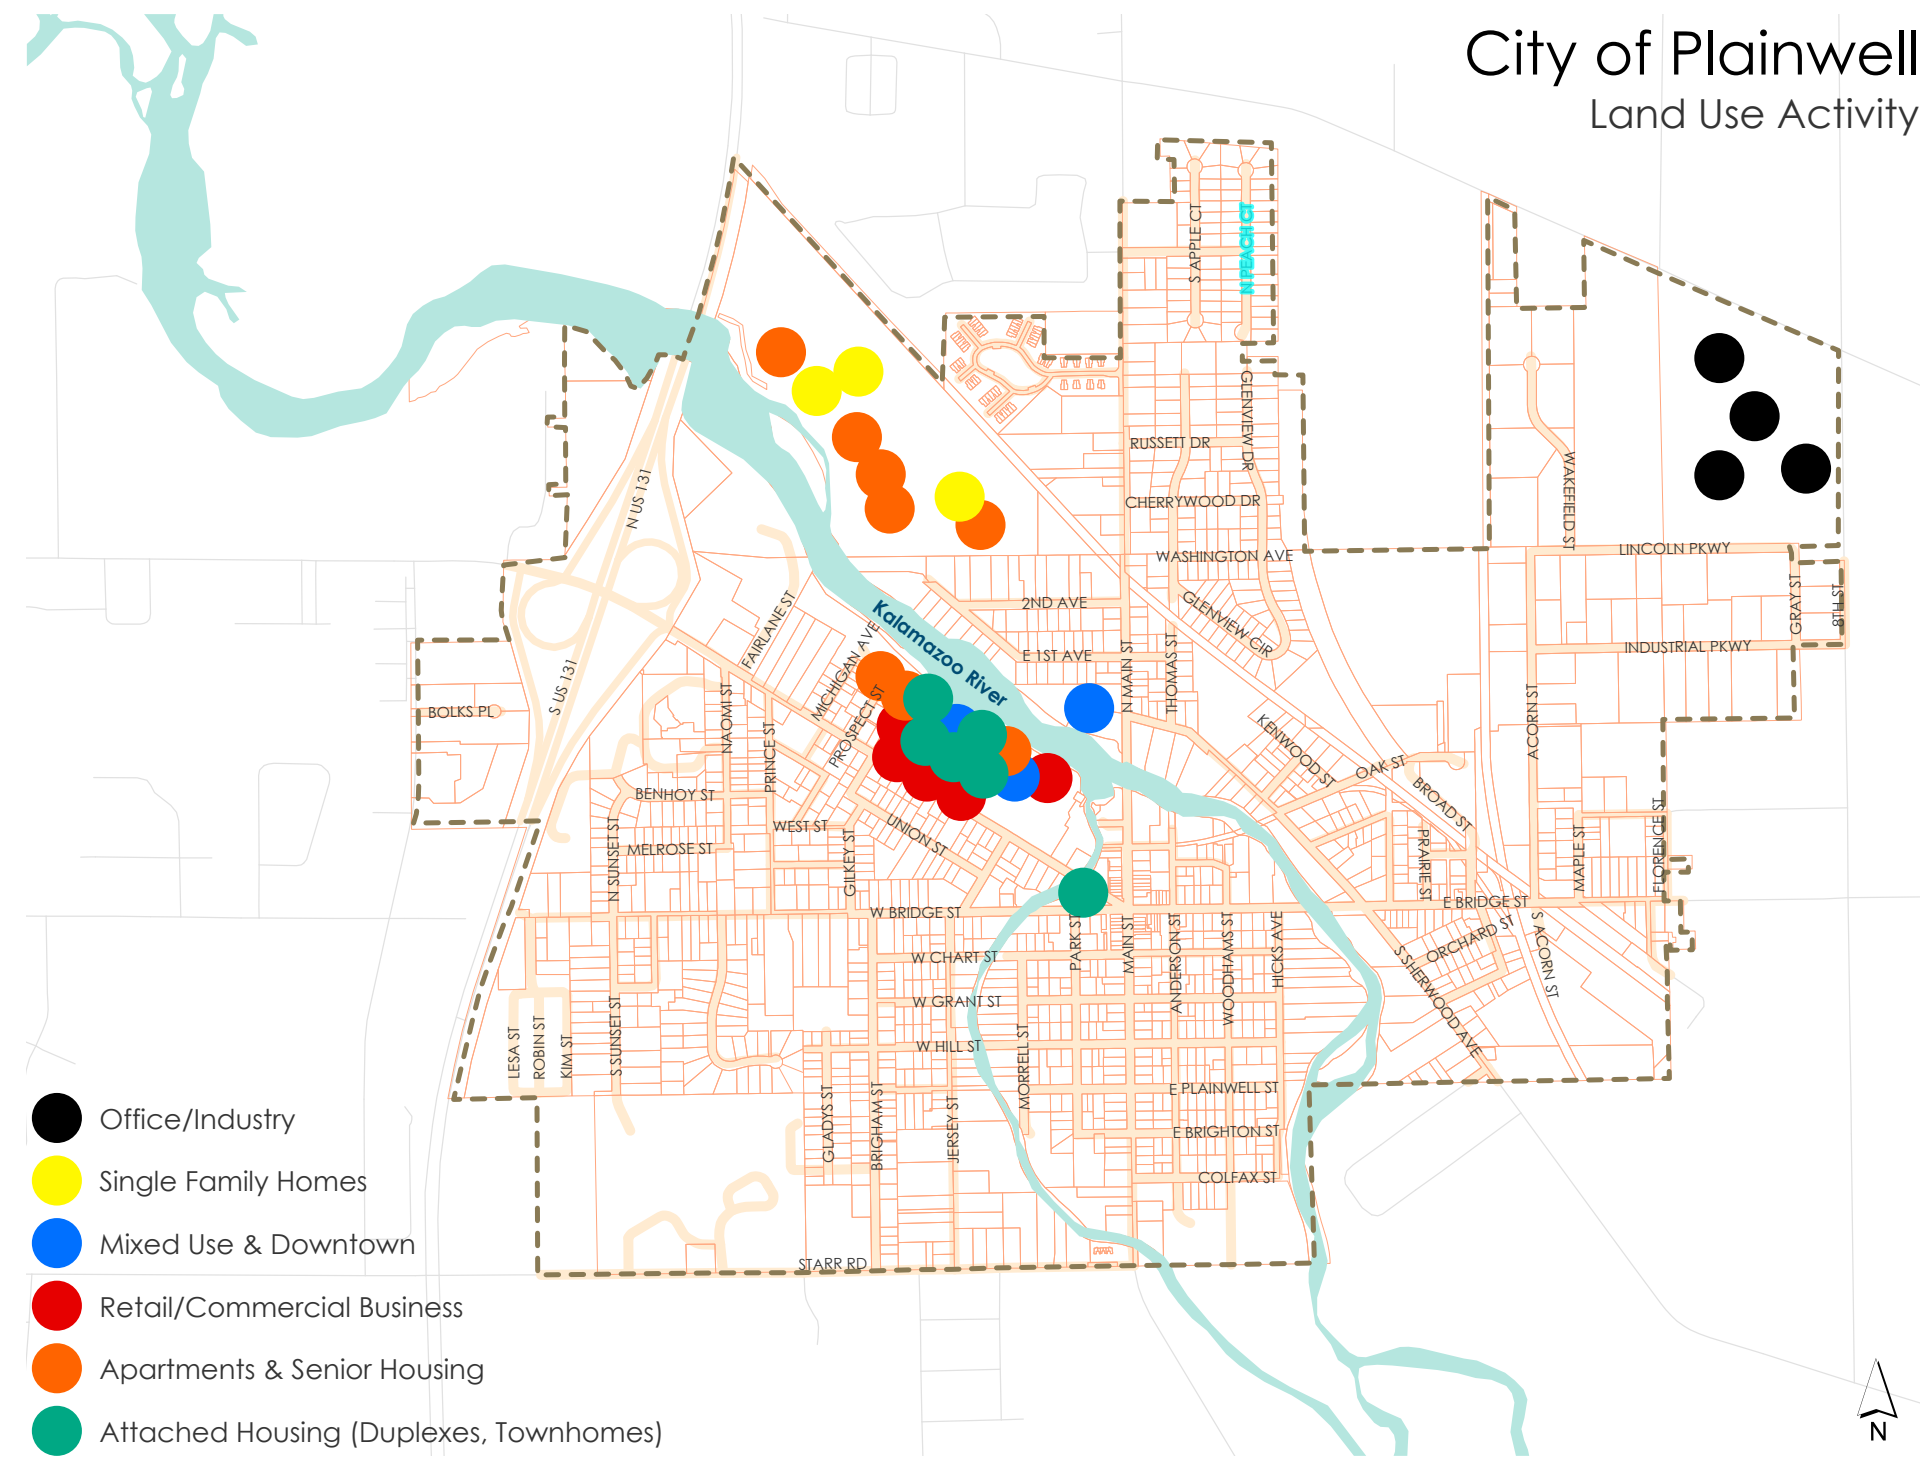 City of Plainwell
Land Use Activity
S APPLE CT
N PEACH CT
GLENVIEW DR
RUSSETT DR
CHERRYWOOD DR
WASHINGTON AVE
WAKEFIELD ST
LINCOLN PKWY
N US 131
GRAY ST
8TH ST
2ND AVE
GLENVIEW CIR
INDUSTRIAL PKWY
FAIRLANE ST
Kalamazoo River
MICHIGAN AVE
E 1ST AVE
N MAIN ST
THOMAS ST
S US 131
BOLKS PL
NAOMI ST
PRINCE ST
PROSPECT ST
KENWOOD ST
ACORN ST
OAK ST
BROAD ST
BENHOY ST
WEST ST
UNION ST
MELROSE ST
N SUNSET ST
GILKEY ST
PRAIRIE ST
MAPLE ST
FLORENCE ST
W BRIDGE ST
E BRIDGE ST
W CHART ST
PARK ST
MAIN ST
ANDERSON ST
WOODHAMS ST
HICKS AVE
ORCHARD ST
S ACORN ST
S SHERWOOD AVE
W GRANT ST
LESA ST
ROBIN ST
KIM ST
S SUNSET ST
W HILL ST
MORRELL ST
E PLAINWELL ST
GLADYS ST
BRIGHAM ST
JERSEY ST
E BRIGHTON ST
COLFAX ST
STARR RD
Office/Industry
Single Family Homes
Mixed Use & Downtown
Retail/Commercial Business
Apartments & Senior Housing
Attached Housing (Duplexes, Townhomes)
N